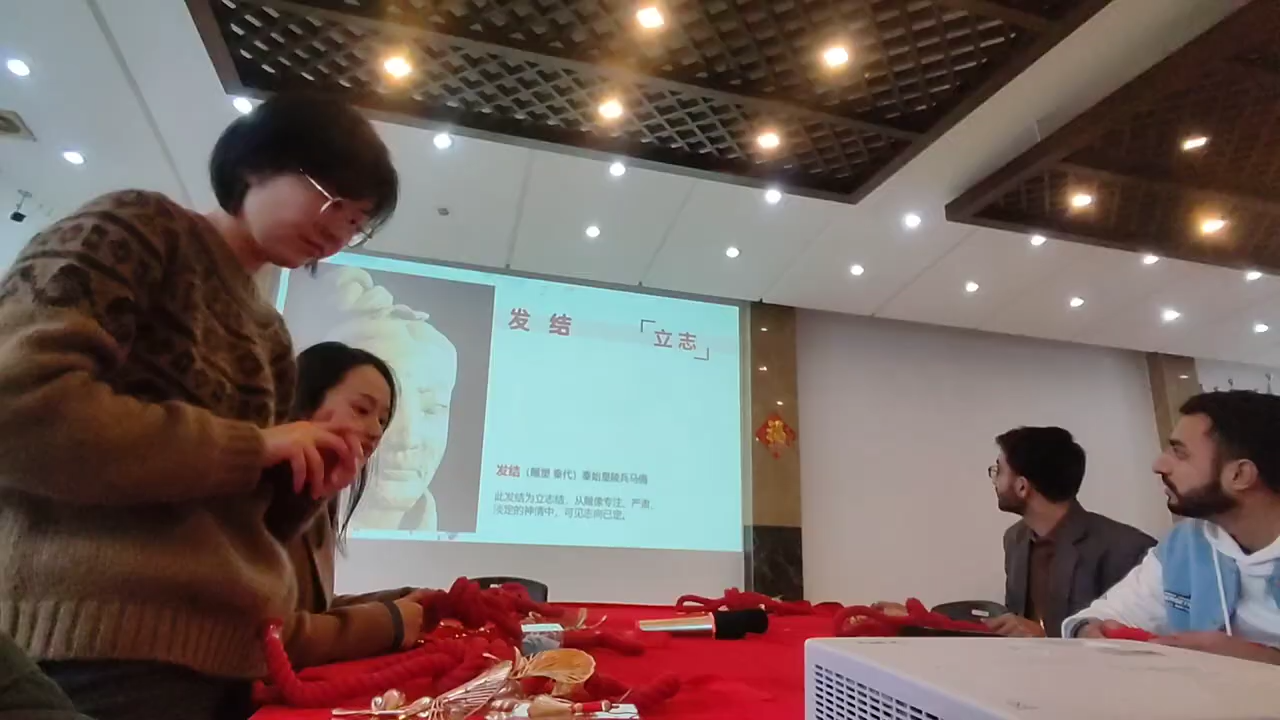 发 结
「立志」
发结（雕塑 秦代）秦始皇陵兵马俑
此发结为立志结，从雕像专注、严肃、
淡定的神情中，可见志向已定。
福